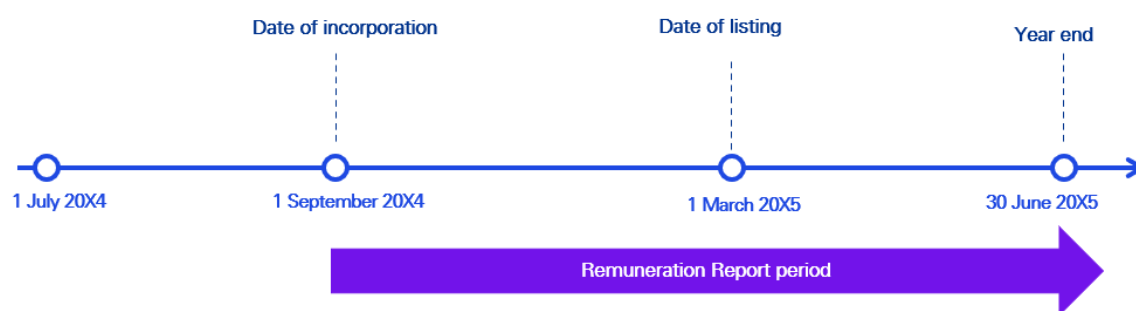 Date of incorporation
Date of listing
Year end
1 July 20X4
1 September 20X4
1 March 20X5
30 June 20X5
Remuneration Report period